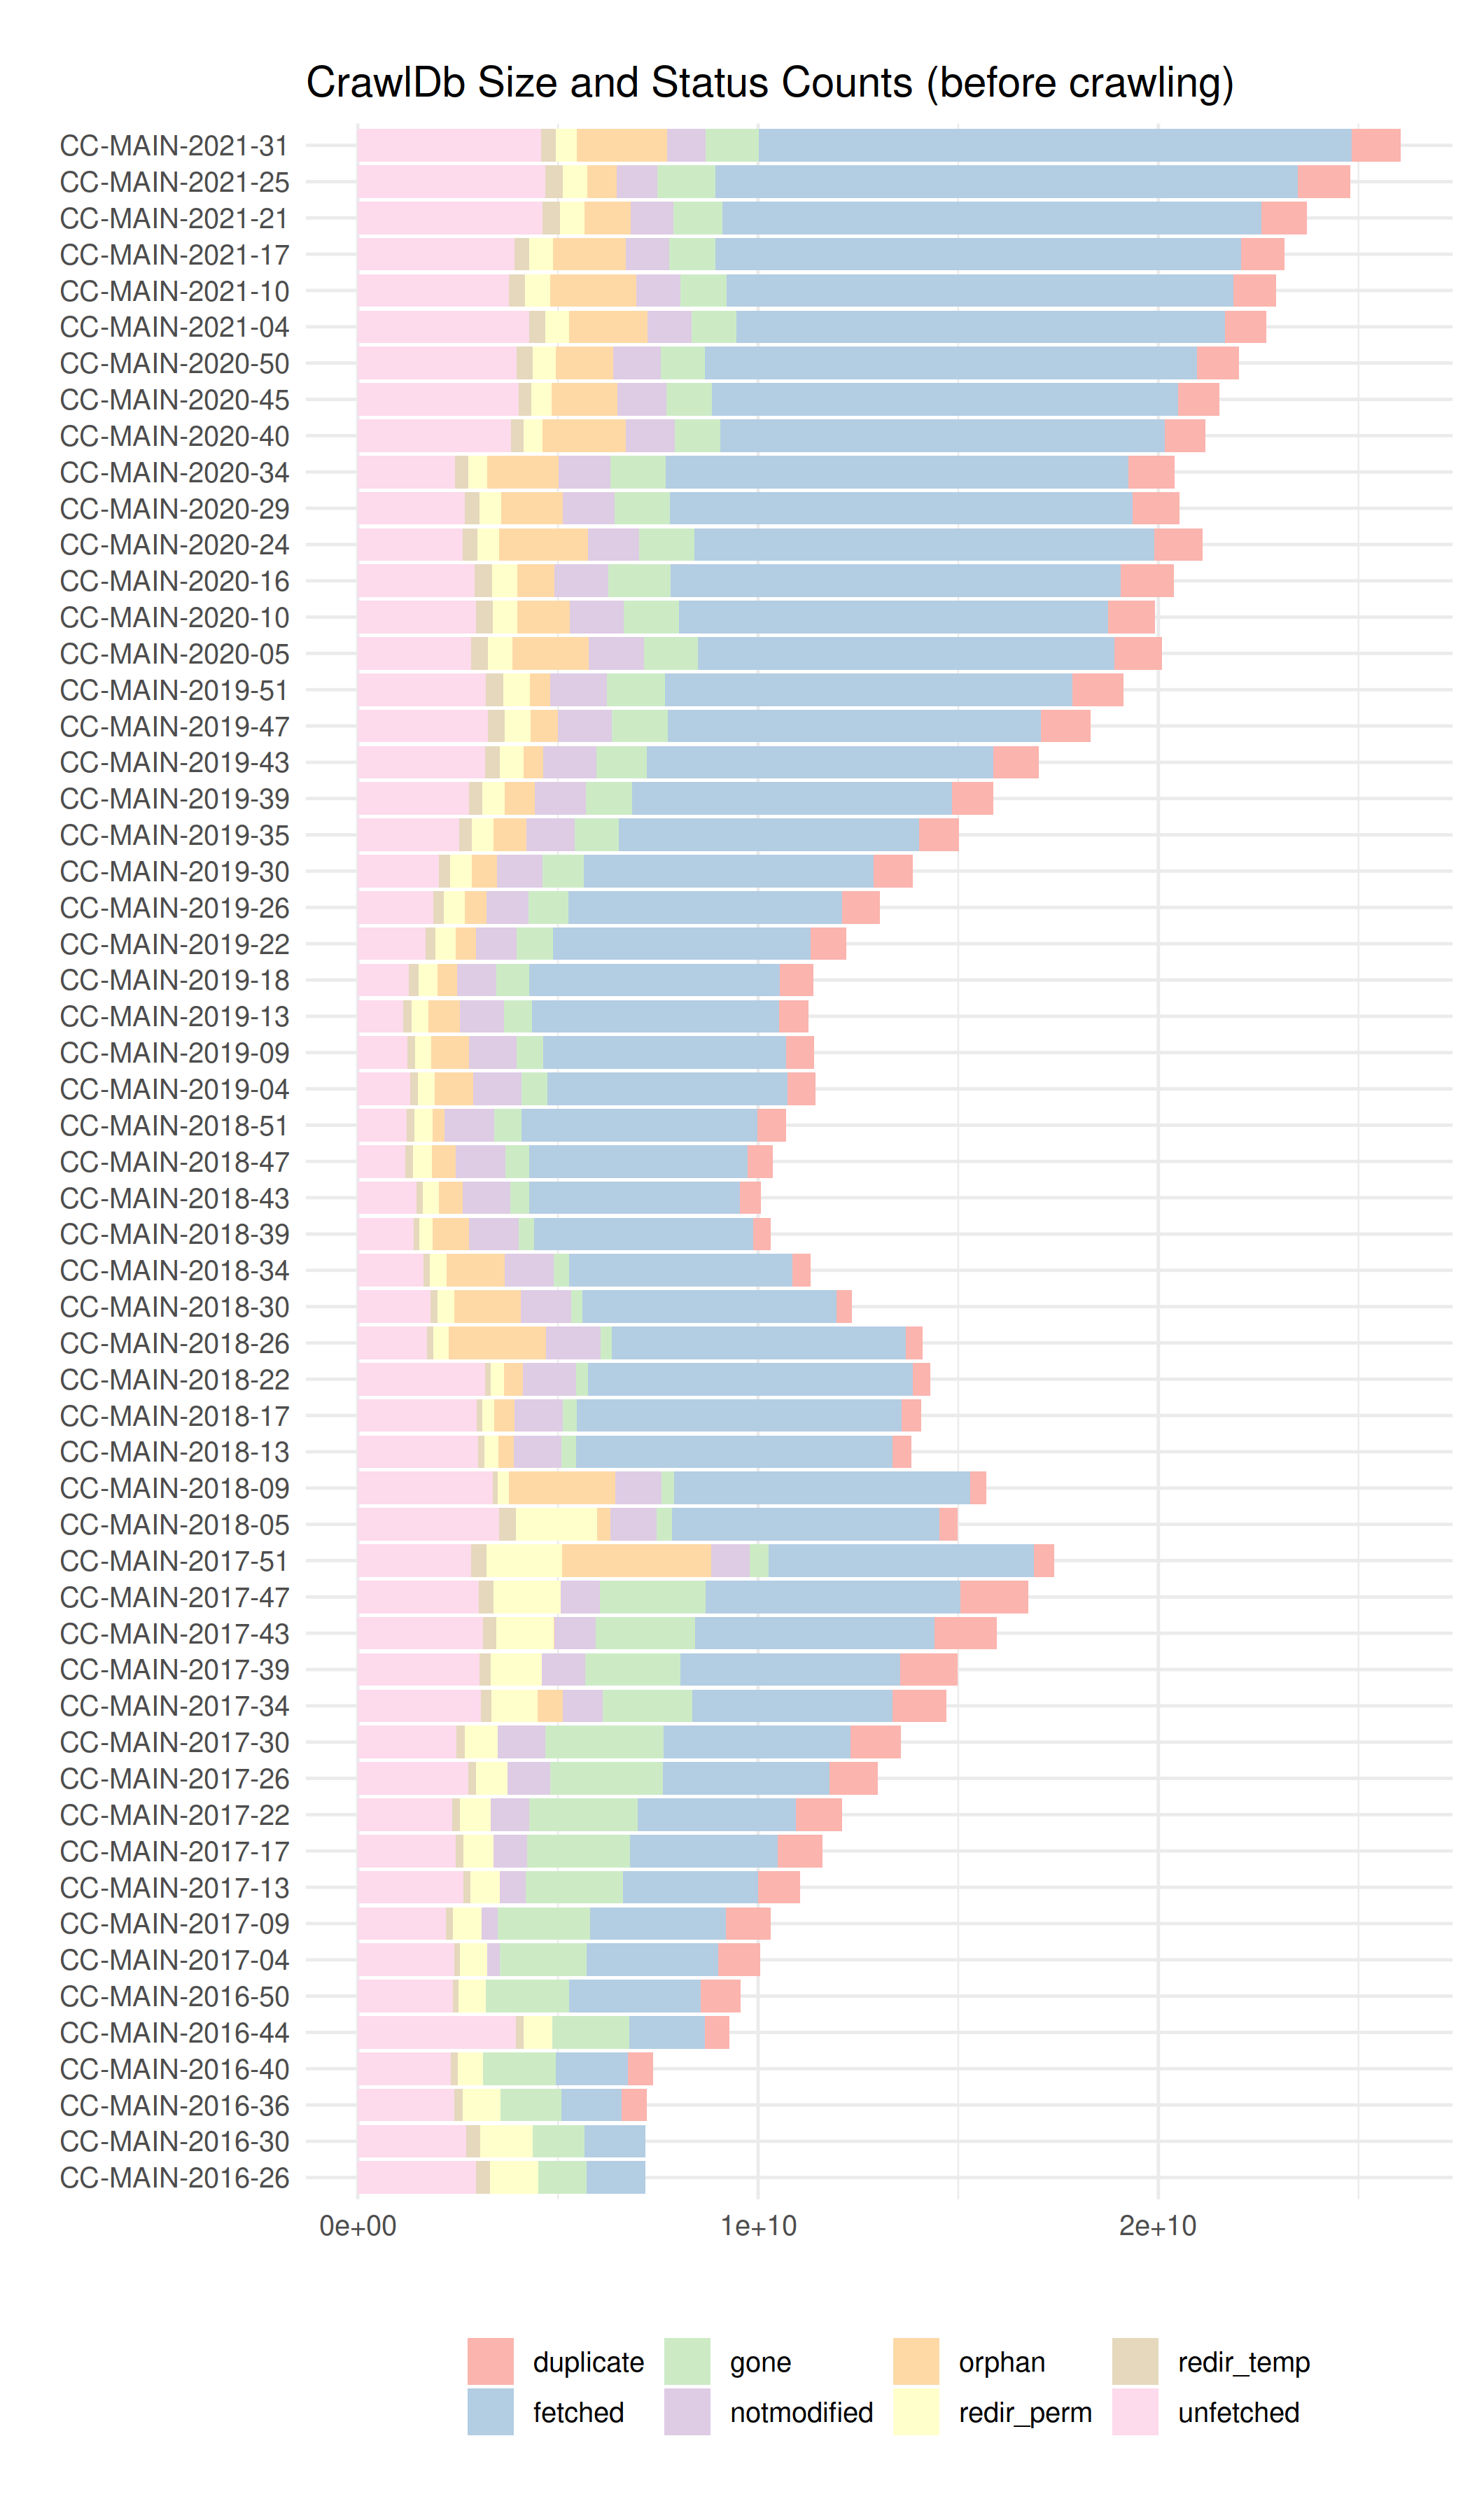 CrawlDb Size and Status Counts (before crawling)
CC-MAIN-2021-31
CC-MAIN-2021-25
CC-MAIN-2021-21
CC-MAIN-2021-17
CC-MAIN-2021-10
CC-MAIN-2021-04
CC-MAIN-2020-50
CC-MAIN-2020-45
CC-MAIN-2020-40
CC-MAIN-2020-34
CC-MAIN-2020-29
CC-MAIN-2020-24
CC-MAIN-2020-16
CC-MAIN-2020-10
CC-MAIN-2020-05
CC-MAIN-2019-51
CC-MAIN-2019-47
CC-MAIN-2019-43
CC-MAIN-2019-39
CC-MAIN-2019-35
CC-MAIN-2019-30
CC-MAIN-2019-26
CC-MAIN-2019-22
CC-MAIN-2019-18
CC-MAIN-2019-13
CC-MAIN-2019-09
CC-MAIN-2019-04
CC-MAIN-2018-51
CC-MAIN-2018-47
CC-MAIN-2018-43
CC-MAIN-2018-39
CC-MAIN-2018-34
CC-MAIN-2018-30
CC-MAIN-2018-26
CC-MAIN-2018-22
CC-MAIN-2018-17
CC-MAIN-2018-13
CC-MAIN-2018-09
CC-MAIN-2018-05
CC-MAIN-2017-51
CC-MAIN-2017-47
CC-MAIN-2017-43
CC-MAIN-2017-39
CC-MAIN-2017-34
CC-MAIN-2017-30
CC-MAIN-2017-26
CC-MAIN-2017-22
CC-MAIN-2017-17
CC-MAIN-2017-13
CC-MAIN-2017-09
CC-MAIN-2017-04
CC-MAIN-2016-50
CC-MAIN-2016-44
CC-MAIN-2016-40
CC-MAIN-2016-36
CC-MAIN-2016-30
CC-MAIN-2016-26
0e+00 1e+10 2e+10
duplicate gone orphan redir_temp
fetched notmodified redir_perm unfetched